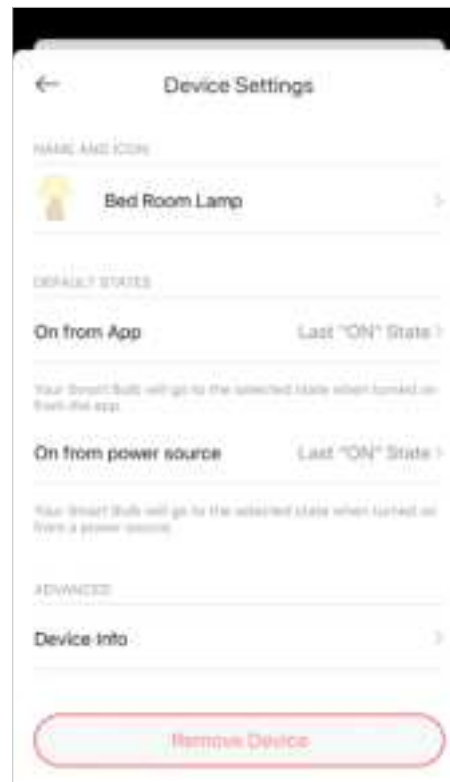 Device Settings
NAME AND ICON
Bed Room Lamp
DEFAULT STATES
On from App Last "ON" State
Your Smart Bulb will go to the selected state when turned on
from the app.
On from power source Last "ON" State
Your Smart Bulb will go to the selected state when turned on
from a power source.
ADVANCED
Device Info
Remove Device